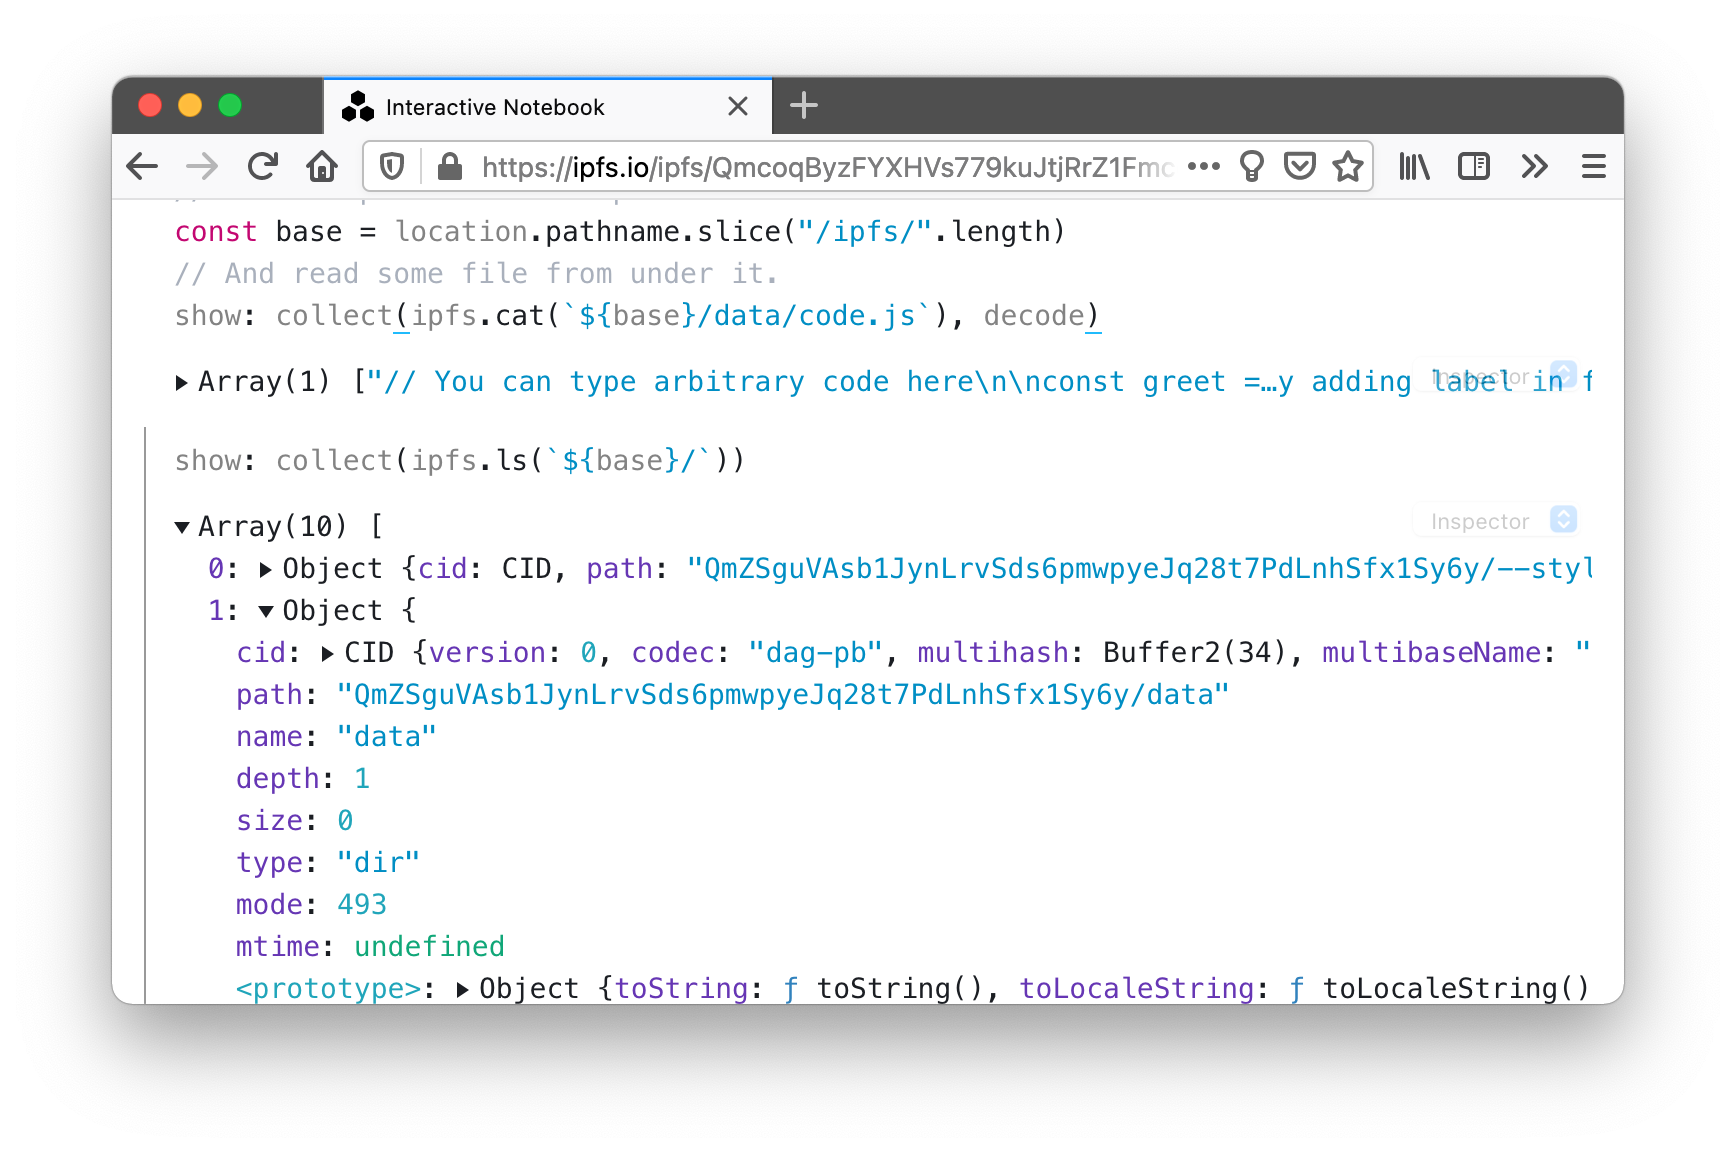 Interactive Notebook
https://ipfs.io/ipfs/QmcoqByzFYXHVs779kuJtjRrZ1Fmc
const base = location.pathname.slice("/ipfs/".length)
// And read some file from under it.
show: collect(ipfs.cat(`${base}/data/code.js`), decode)
Array(1) ["// You can type arbitrary code here\n\nconst greet =…y adding label in f
Inspector
show: collect(ipfs.ls(`${base}/`))
Array(10) [
Inspector
0: Object {cid: CID, path: "QmZSguVAsb1JynLrvSds6pmwpyeJq28t7PdLnhSfx1Sy6y/--styl
1: Object {
cid: CID {version: 0, codec: "dag-pb", multihash: Buffer2(34), multibaseName: "
path: "QmZSguVAsb1JynLrvSds6pmwpyeJq28t7PdLnhSfx1Sy6y/data"
name: "data"
depth: 1
size: 0
type: "dir"
mode: 493
mtime: undefined
<prototype>: Object {toString: ƒ toString(), toLocaleString: ƒ toLocaleString()